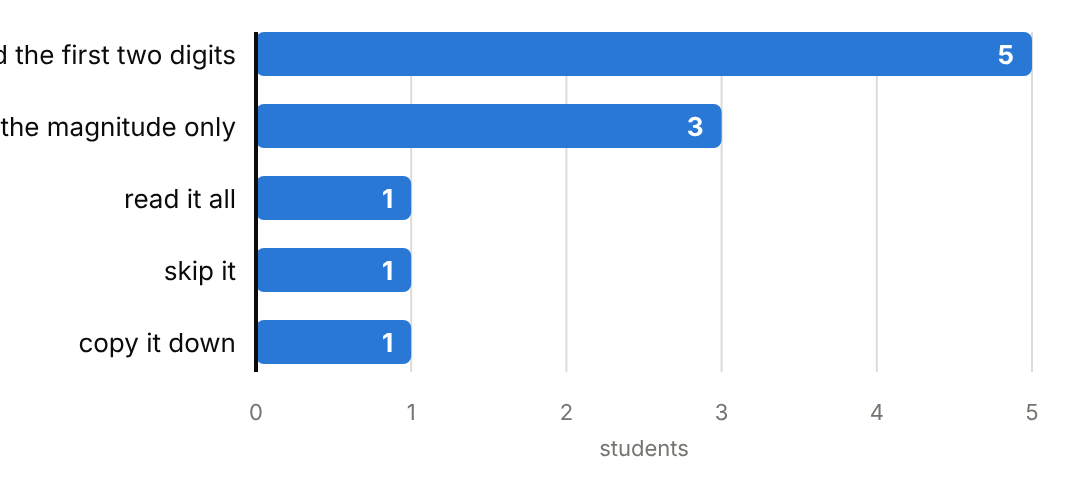 the first two digits 5
the magnitude only 3
read it all 1
skip it 1
copy it down 1
0 1 2 3 4 5
students